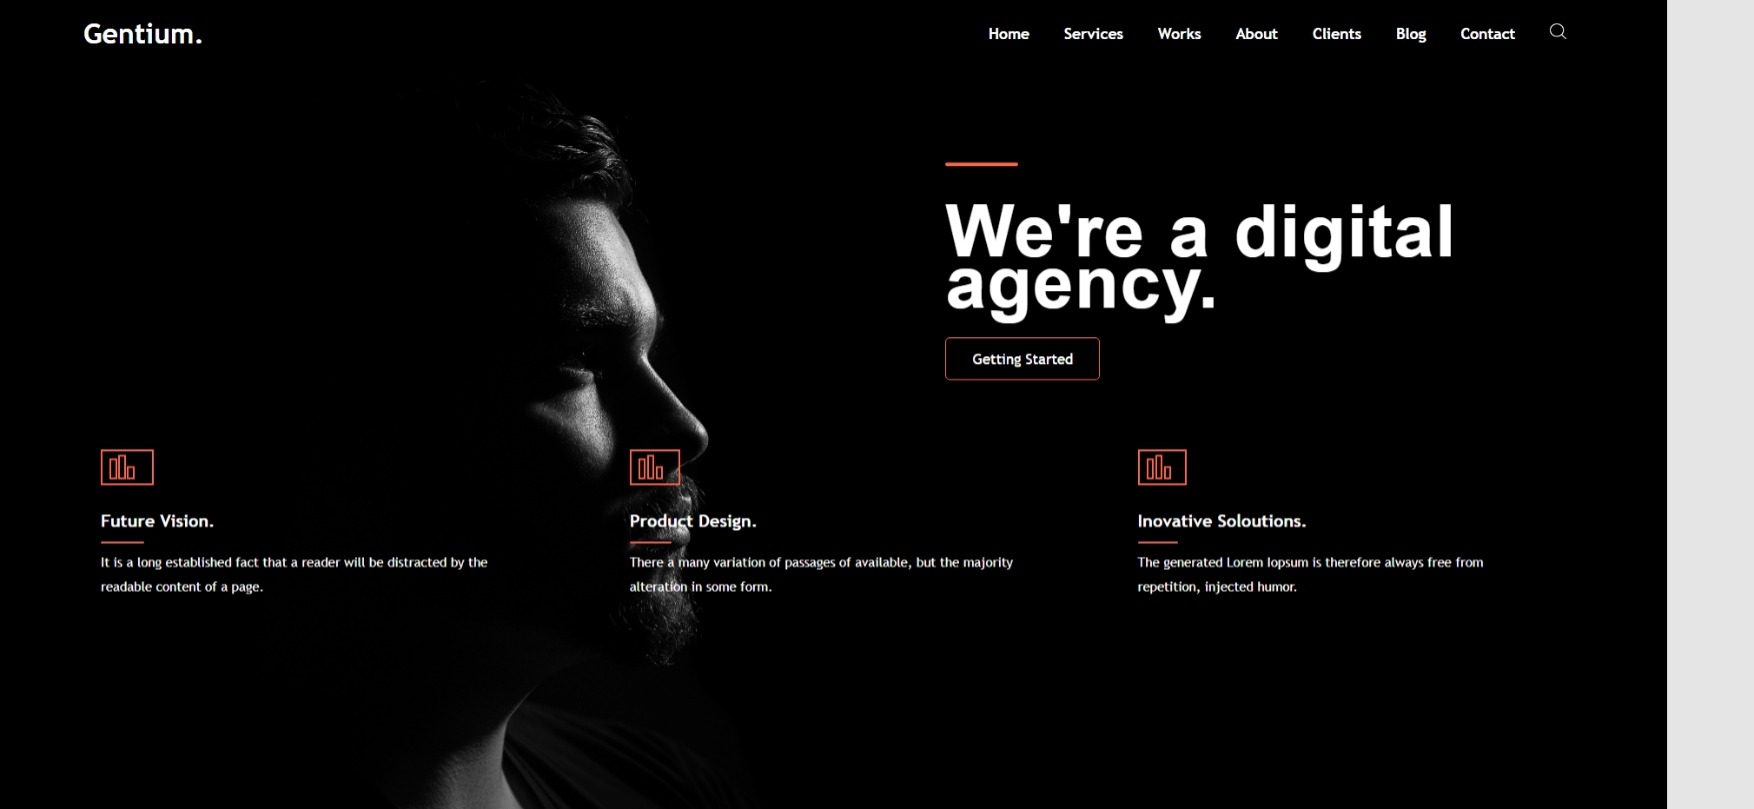 Gentium.
Home Services Works About Clients Blog Contact
We're a digital
agency.
Getting Started
Future Vision.
It is a long established fact that a reader will be distracted by the
readable content of a page.
Product Design.
There a many variation of passages of available, but the majority
alteration in some form.
Inovative Soloutions.
The generated Lorem Iopsum is therefore always free from
repetition, injected humor.